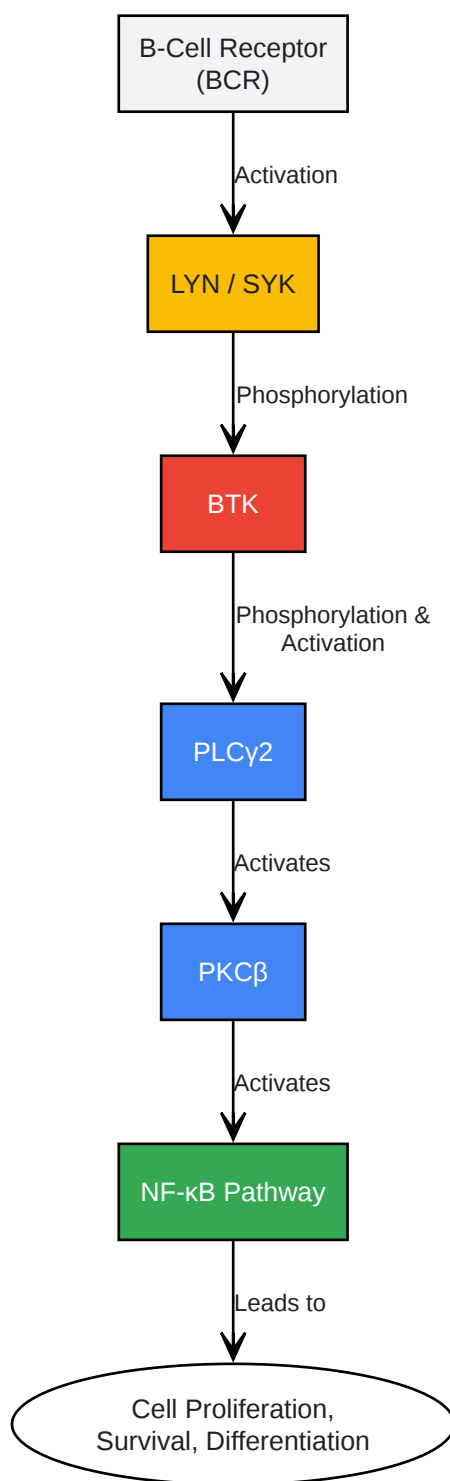 B-Cell Receptor
(BCR)
Activation
LYN / SYK
Phosphorylation
BTK
Phosphorylation &
Activation
PLCγ2
Activates
PKCβ
Activates
NF-κB Pathway
Leads to
Cell Proliferation,
Survival, Differentiation